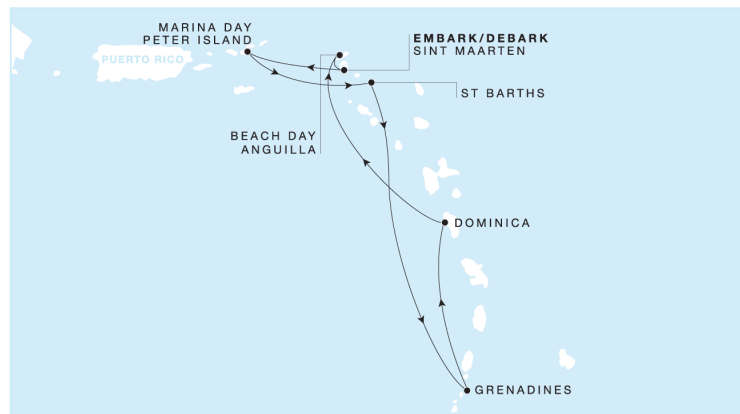 MARINA DAY
PETER ISLAND
PUERTO RICO
EMBARK/DEBARK
SINT MAARTEN
ST BARTHS
BEACH DAY
ANGUILLA
DOMINICA
GRENADINES